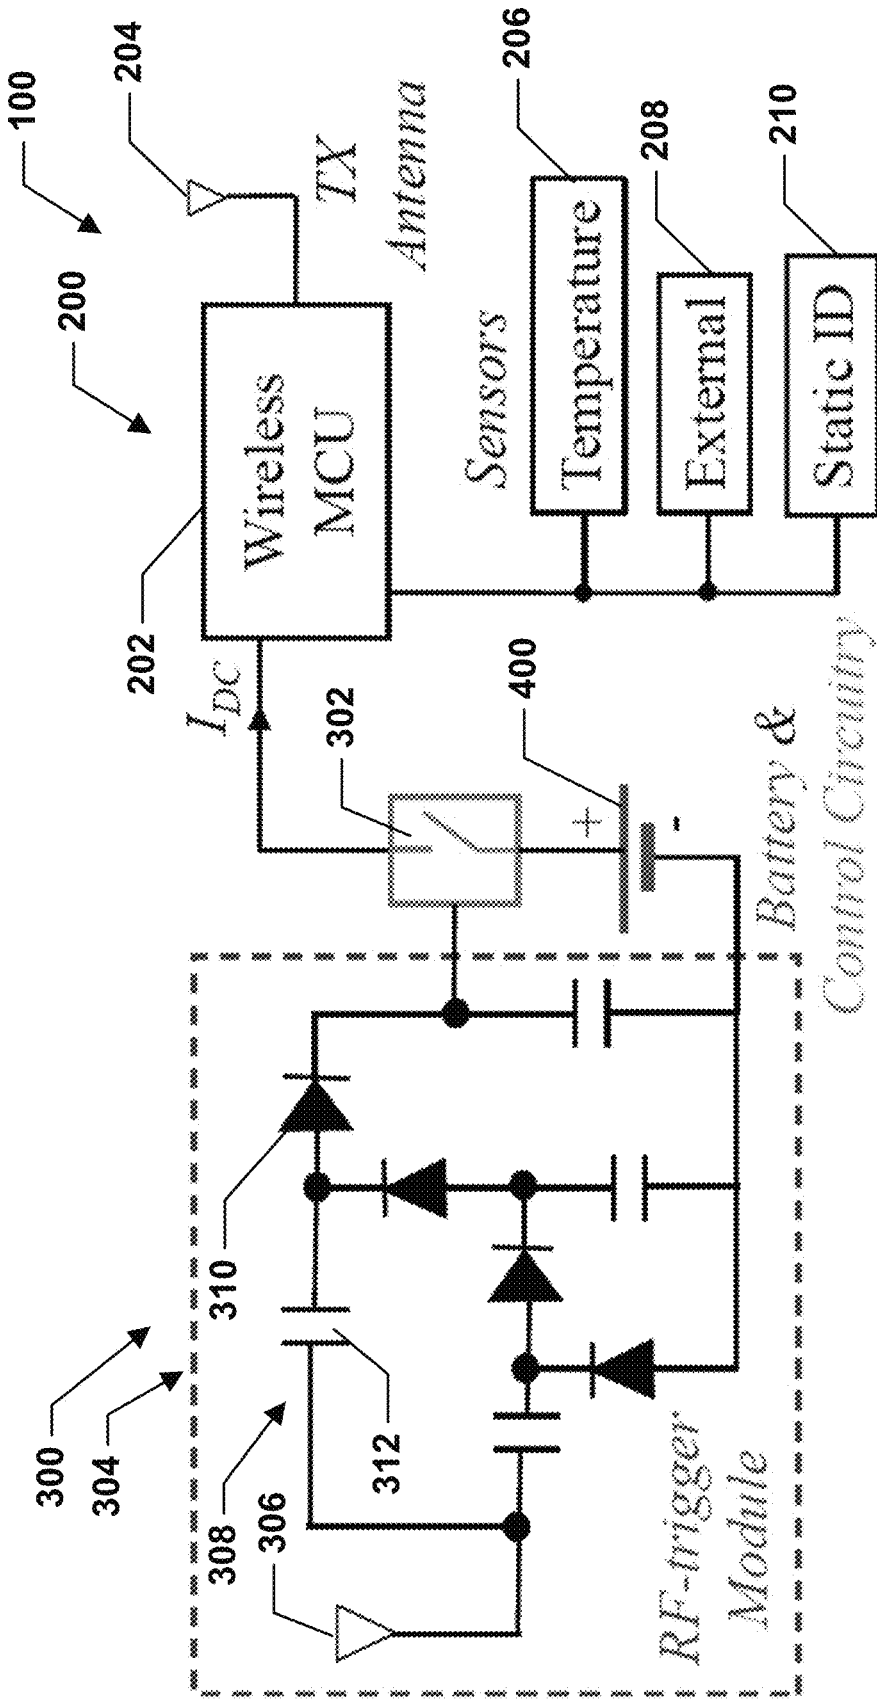 100
200
204
TX
Antenna
Wireless
MCU
202
I_DC
Sensors
Temperature
206
External
208
Static ID
210
302
400
+
-
Battery &
Control Circuitry
300
304
310
308
312
306
RF-trigger
Module